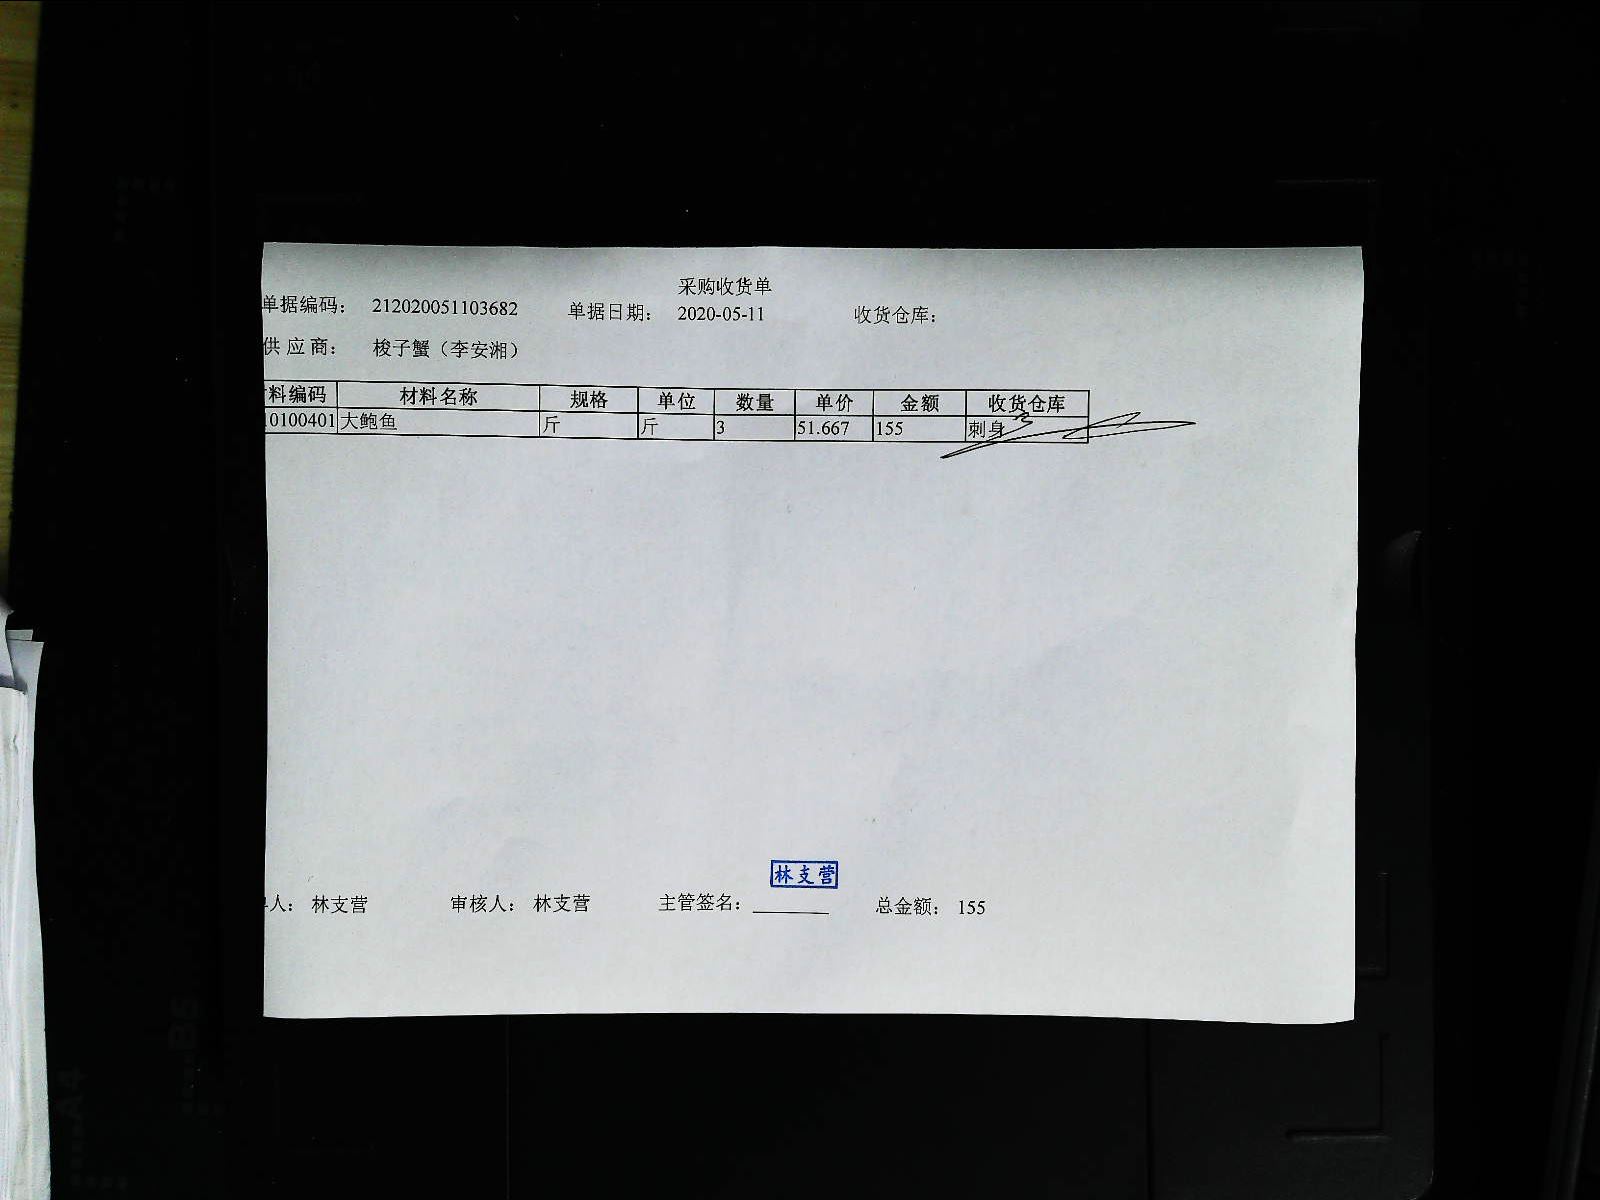 采购收货单
单据编码: 212020051103682 单据日期: 2020-05-11 收货仓库:
供应商: 梭子蟹（李安湘）
料编码 材料名称 规格 单位 数量 单价 金额 收货仓库
0100401 大鲍鱼 斤 斤 3 51.667 155 刺身
林支营
人: 林支营 审核人: 林支营 主管签名: 总金额: 155
B5
A4